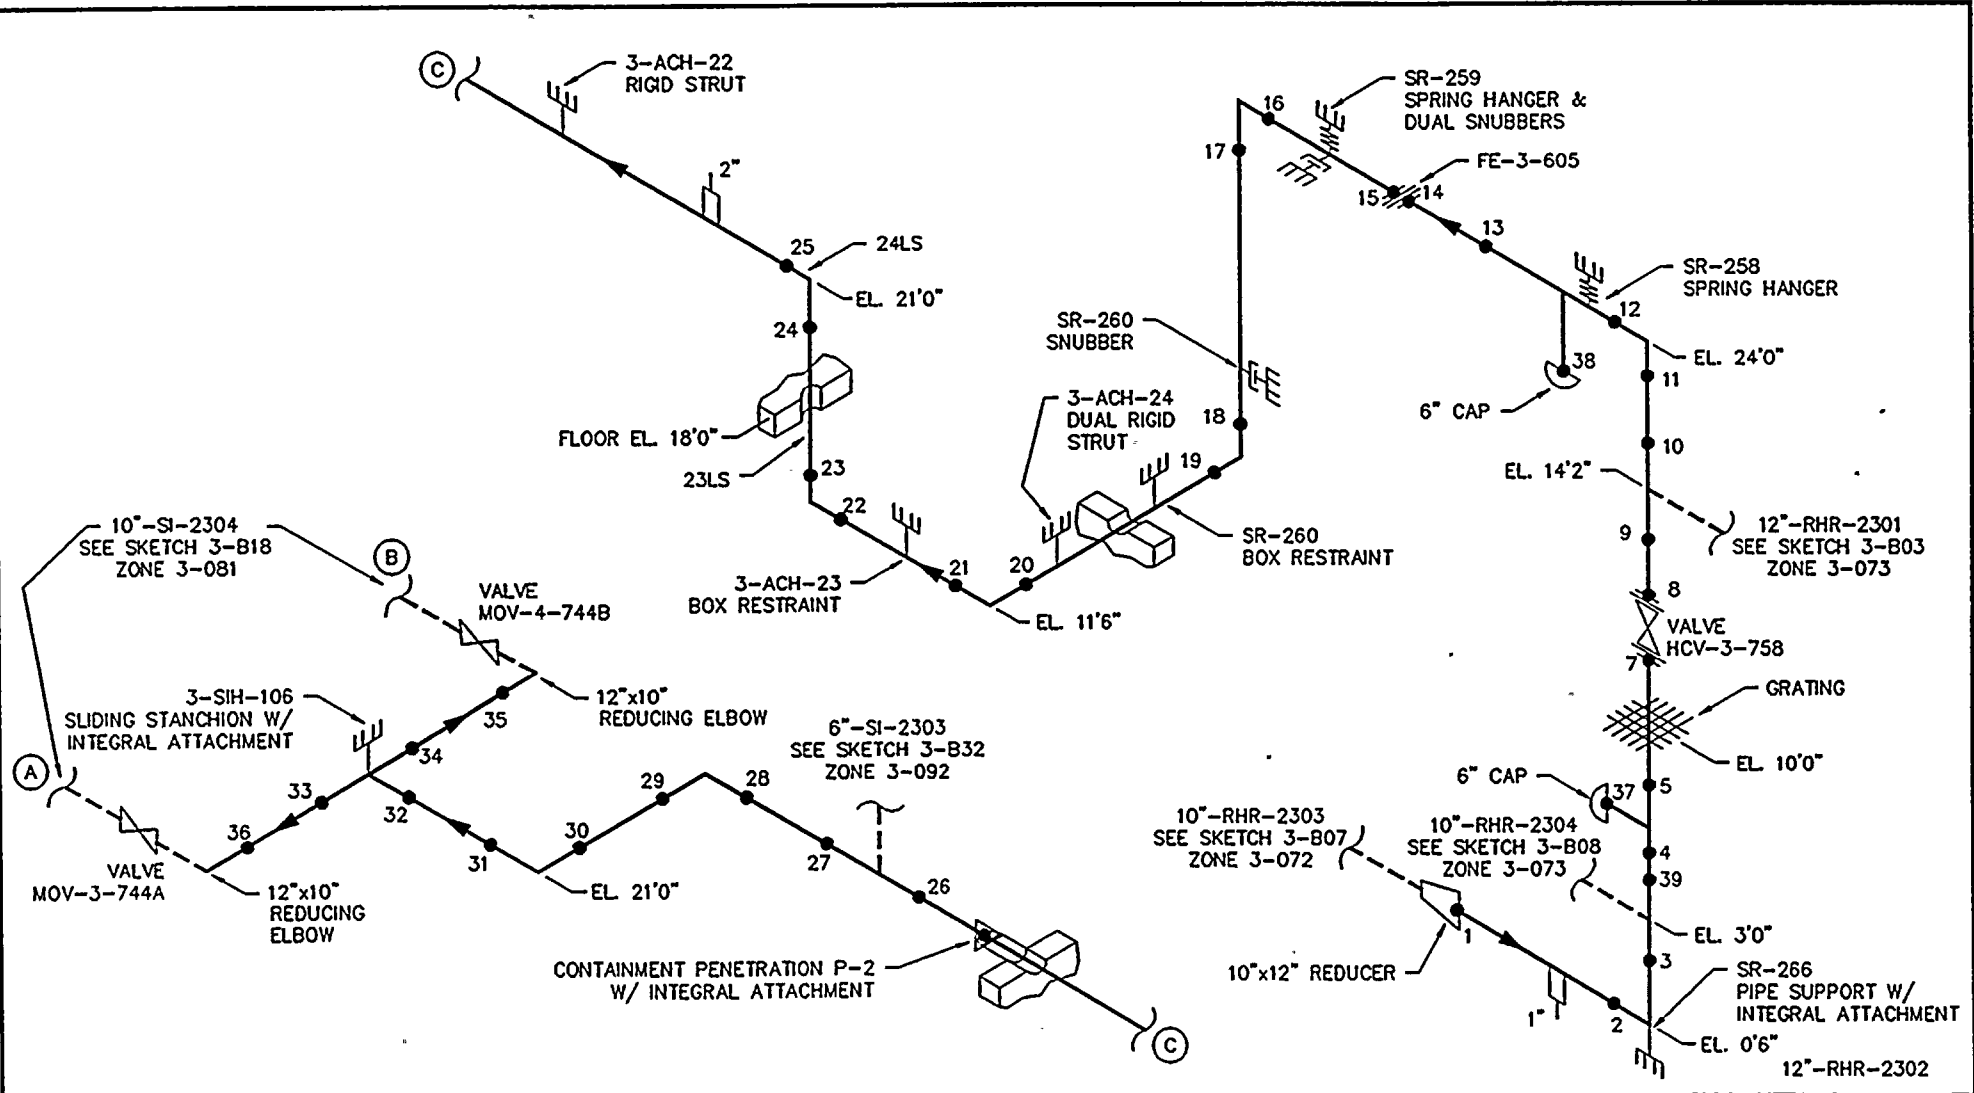 C
3-ACH-22
RIGID STRUT
2"
25
24LS
EL. 21'0"
24
FLOOR EL. 18'0"
23LS
23
22
3-ACH-23
BOX RESTRAINT
21
20
EL. 11'6"
3-ACH-24
DUAL RIGID
STRUT
SR-260
SNUBBER
18
19
SR-260
BOX RESTRAINT
17
16
SR-259
SPRING HANGER &
DUAL SNUBBERS
FE-3-605
15
14
13
SR-258
SPRING HANGER
12
EL. 24'0"
38
6" CAP
11
10
EL. 14'2"
12"-RHR-2301
SEE SKETCH 3-B03
ZONE 3-073
9
8
VALVE
HCV-3-758
7
GRATING
EL. 10'0"
6" CAP
37
5
10"-RHR-2303
SEE SKETCH 3-B07
ZONE 3-072
10"-RHR-2304
SEE SKETCH 3-B08
ZONE 3-073
4
39
EL. 3'0"
1
10"x12" REDUCER
3
SR-266
PIPE SUPPORT W/
INTEGRAL ATTACHMENT
1"
2
EL. 0'6"
12"-RHR-2302
10"-SI-2304
SEE SKETCH 3-B18
ZONE 3-081
B
VALVE
MOV-4-744B
3-SIH-106
SLIDING STANCHION W/
INTEGRAL ATTACHMENT
35
12"x10"
REDUCING ELBOW
34
A
33
32
36
VALVE
MOV-3-744A
12"x10"
REDUCING
ELBOW
31
30
EL. 21'0"
29
28
6"-SI-2303
SEE SKETCH 3-B32
ZONE 3-092
27
26
CONTAINMENT PENETRATION P-2
W/ INTEGRAL ATTACHMENT
C